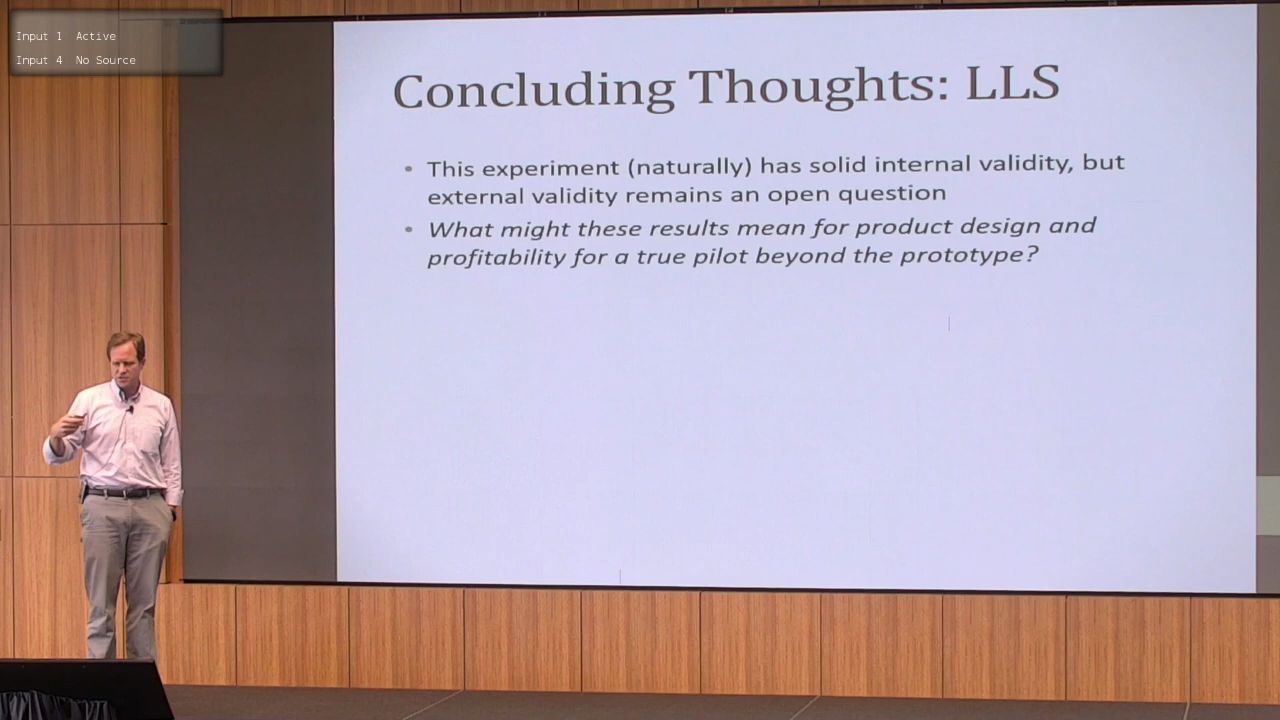 Input 1  Active
Input 4  No Source
Concluding Thoughts: LLS
• This experiment (naturally) has solid internal validity, but
external validity remains an open question
• What might these results mean for product design and
profitability for a true pilot beyond the prototype?